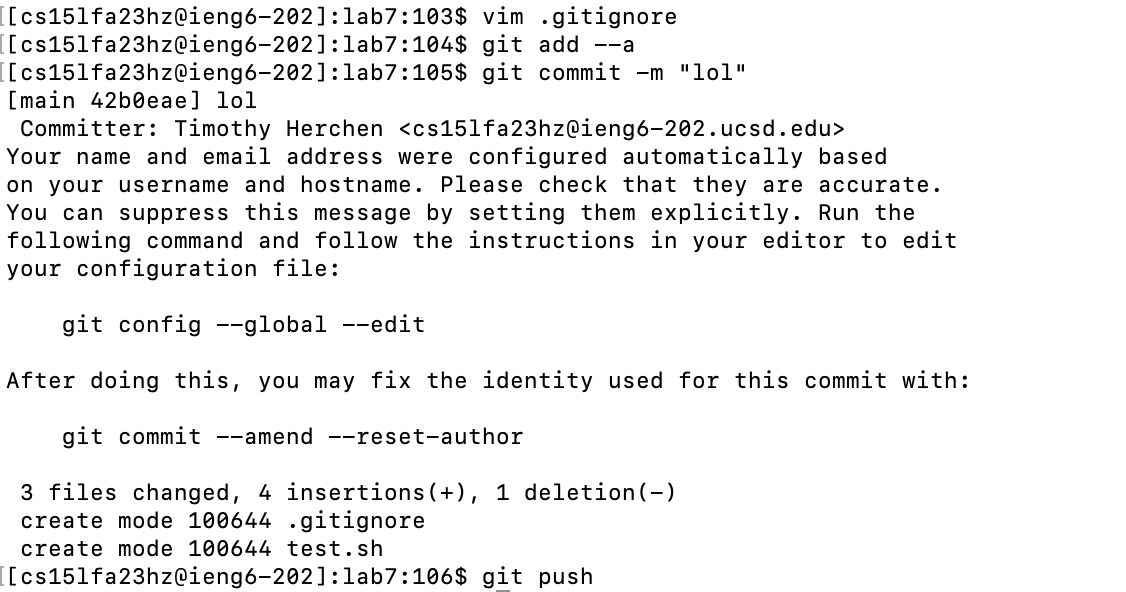 [[cs15lfa23hz@ieng6-202]:lab7:103$ vim .gitignore
[[cs15lfa23hz@ieng6-202]:lab7:104$ git add --a
[[cs15lfa23hz@ieng6-202]:lab7:105$ git commit -m "lol"
[main 42b0eae] lol
 Committer: Timothy Herchen <cs15lfa23hz@ieng6-202.ucsd.edu>
Your name and email address were configured automatically based
on your username and hostname. Please check that they are accurate.
You can suppress this message by setting them explicitly. Run the
following command and follow the instructions in your editor to edit
your configuration file:

    git config --global --edit

After doing this, you may fix the identity used for this commit with:

    git commit --amend --reset-author

 3 files changed, 4 insertions(+), 1 deletion(-)
 create mode 100644 .gitignore
 create mode 100644 test.sh
[[cs15lfa23hz@ieng6-202]:lab7:106$ git push